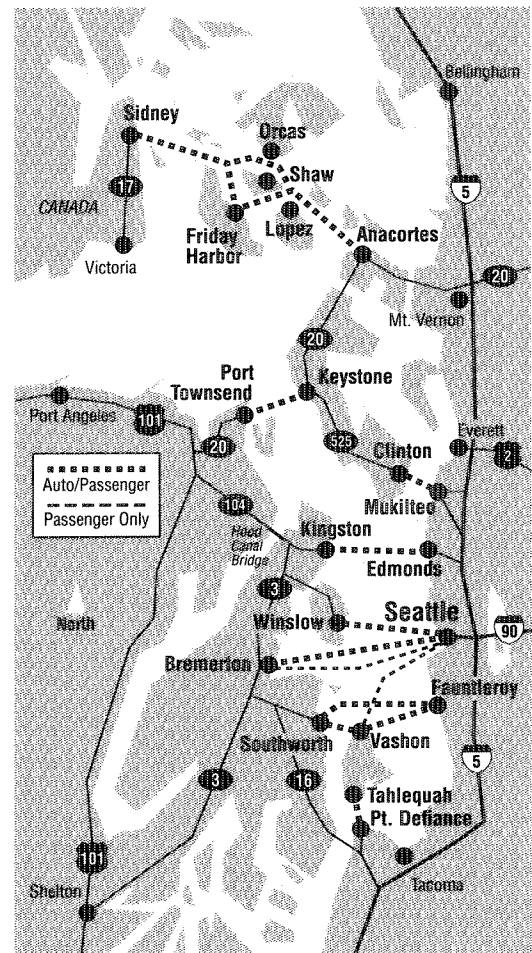 Bellingham
Sidney
Orcas
Shaw
17
5
CANADA
Friday
Harbor
Lopez
Anacortes
Victoria
20
Mt. Vernon
20
Port
Townsend
Keystone
Port Angeles
101
20
525
Clinton
Everett
2
Auto/Passenger
Passenger Only
104
Mukilteo
Hood
Canal
Bridge
Kingston
Edmonds
3
North
Winslow
Seattle
90
Bremerton
Fauntleroy
Southworth
Vashon
3
16
5
Tahlequah
Pt. Defiance
101
Tacoma
Shelton